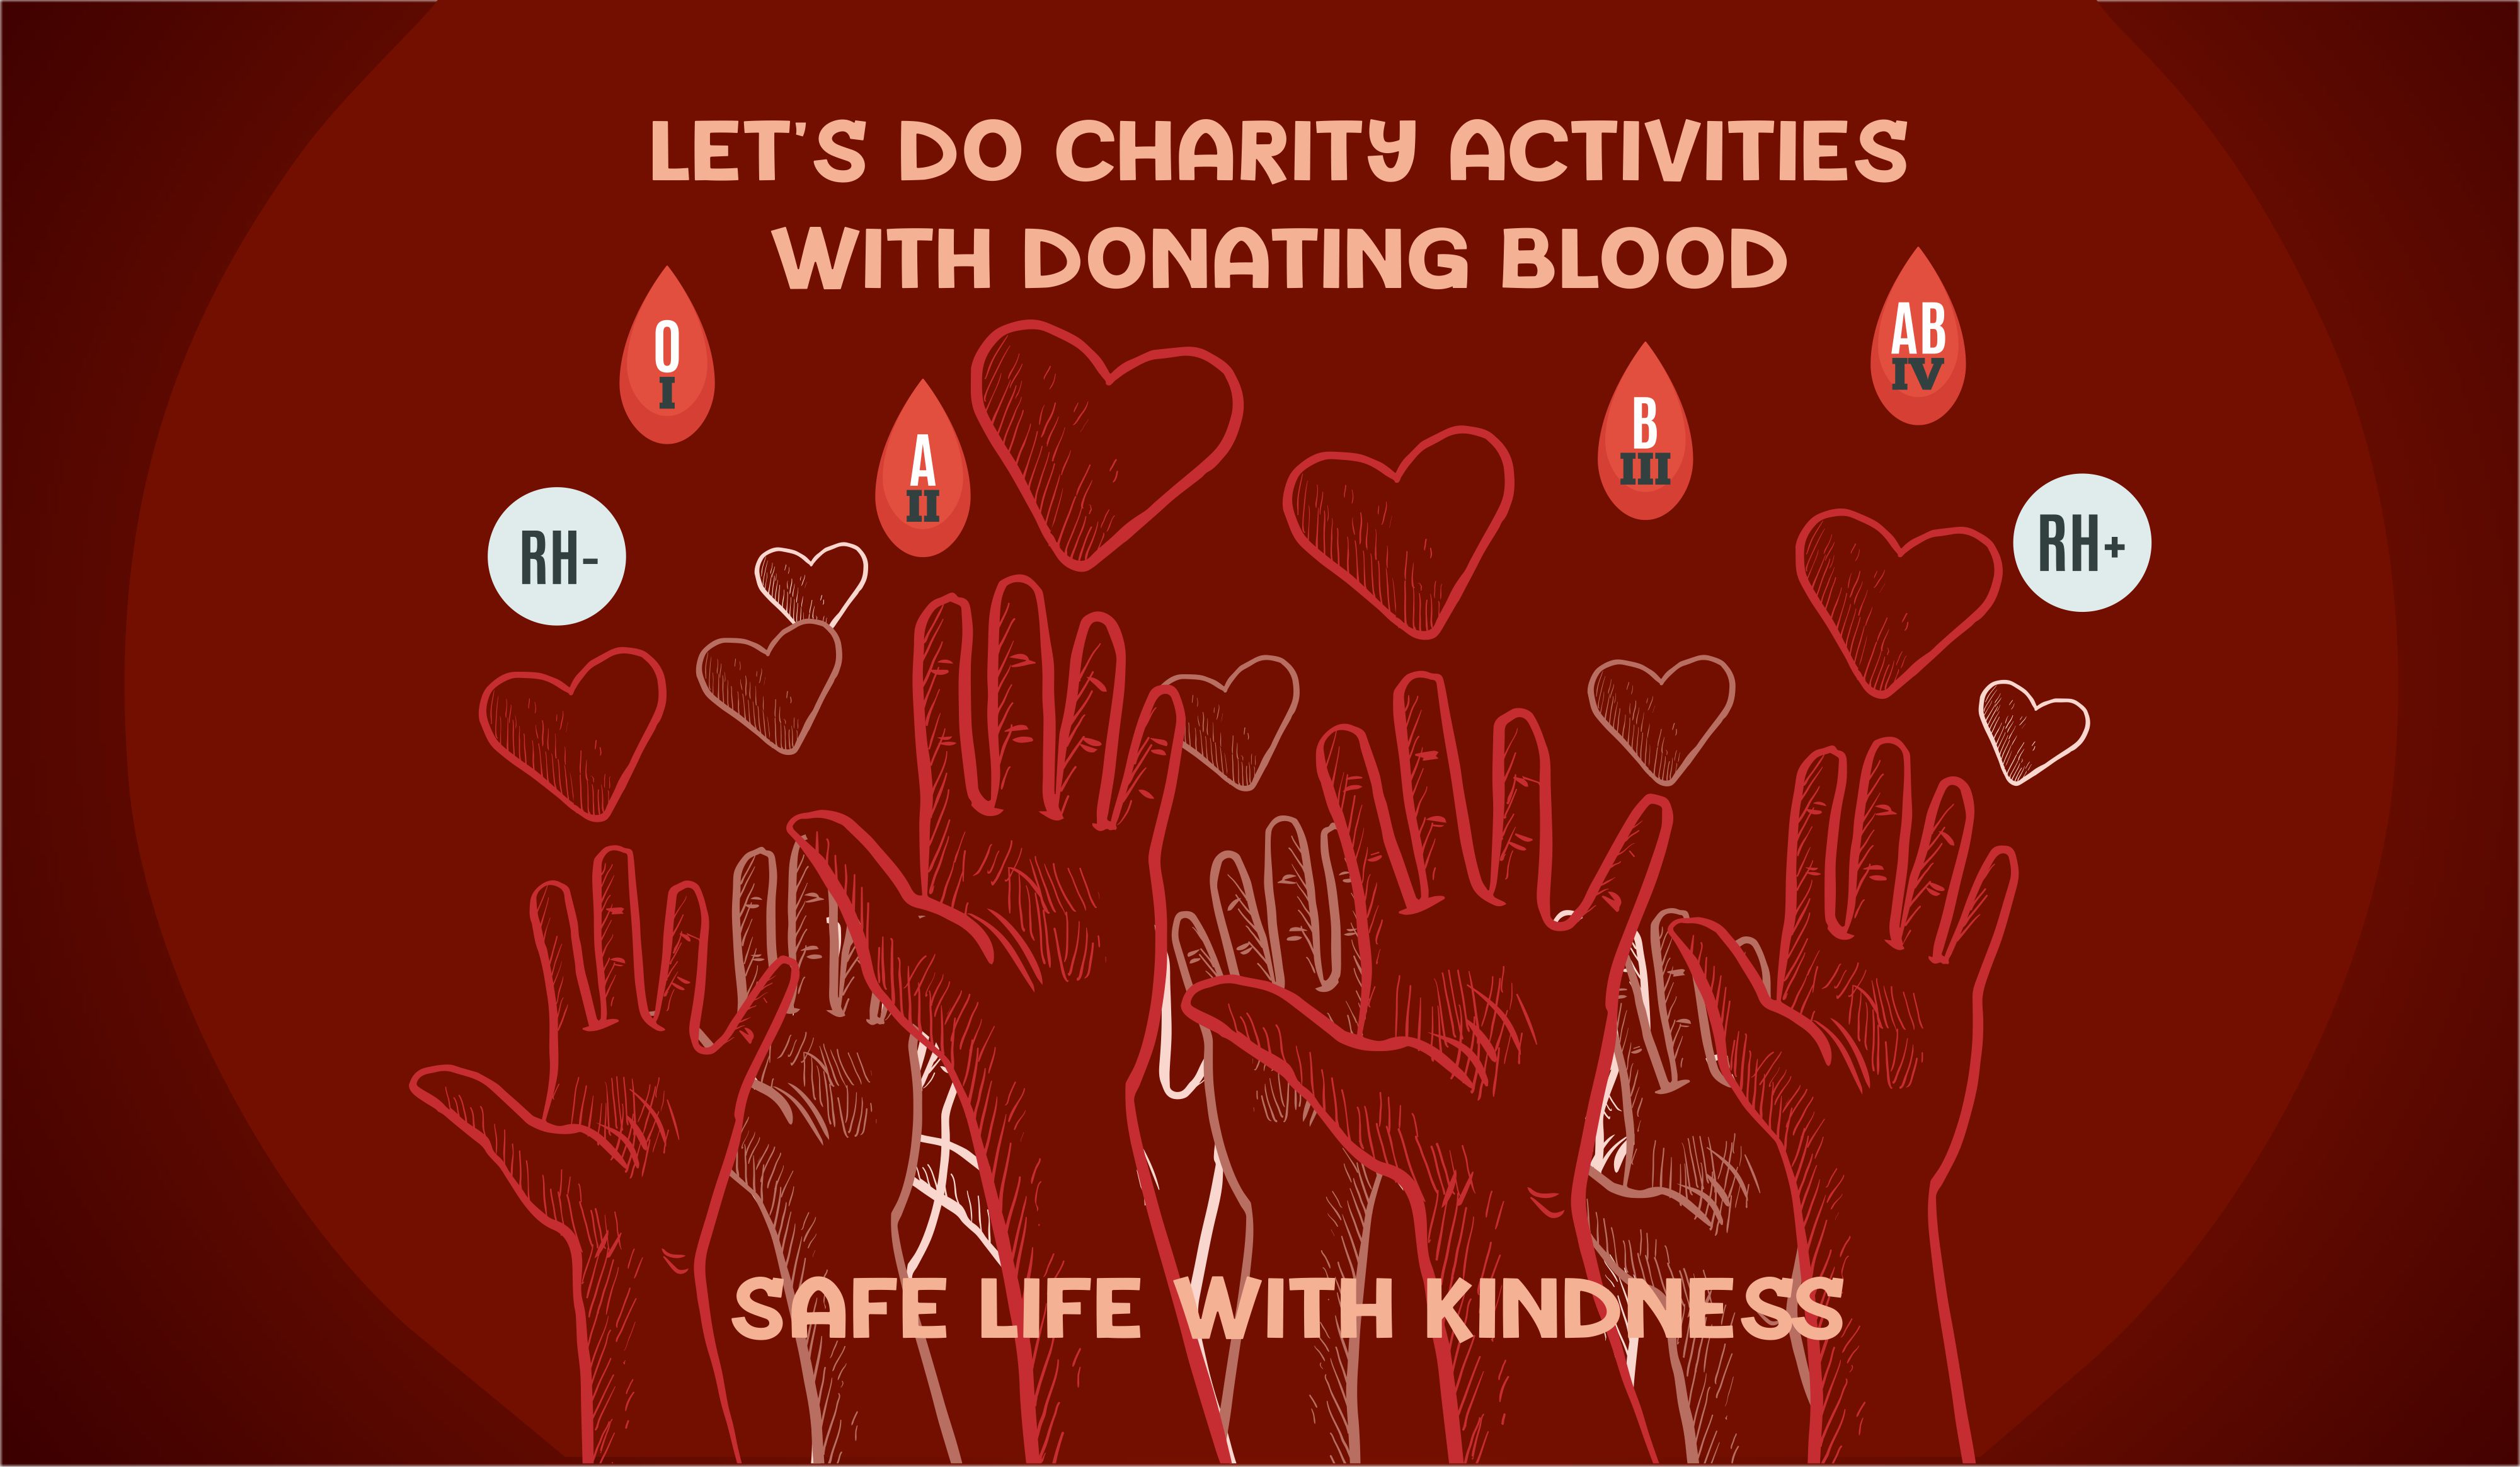 LET'S DO CHARITY ACTIVITIES
WITH DONATING BLOOD
O
I
A
II
B
III
AB
IV
RH-
RH+
SAFE LIFE WITH KINDNESS